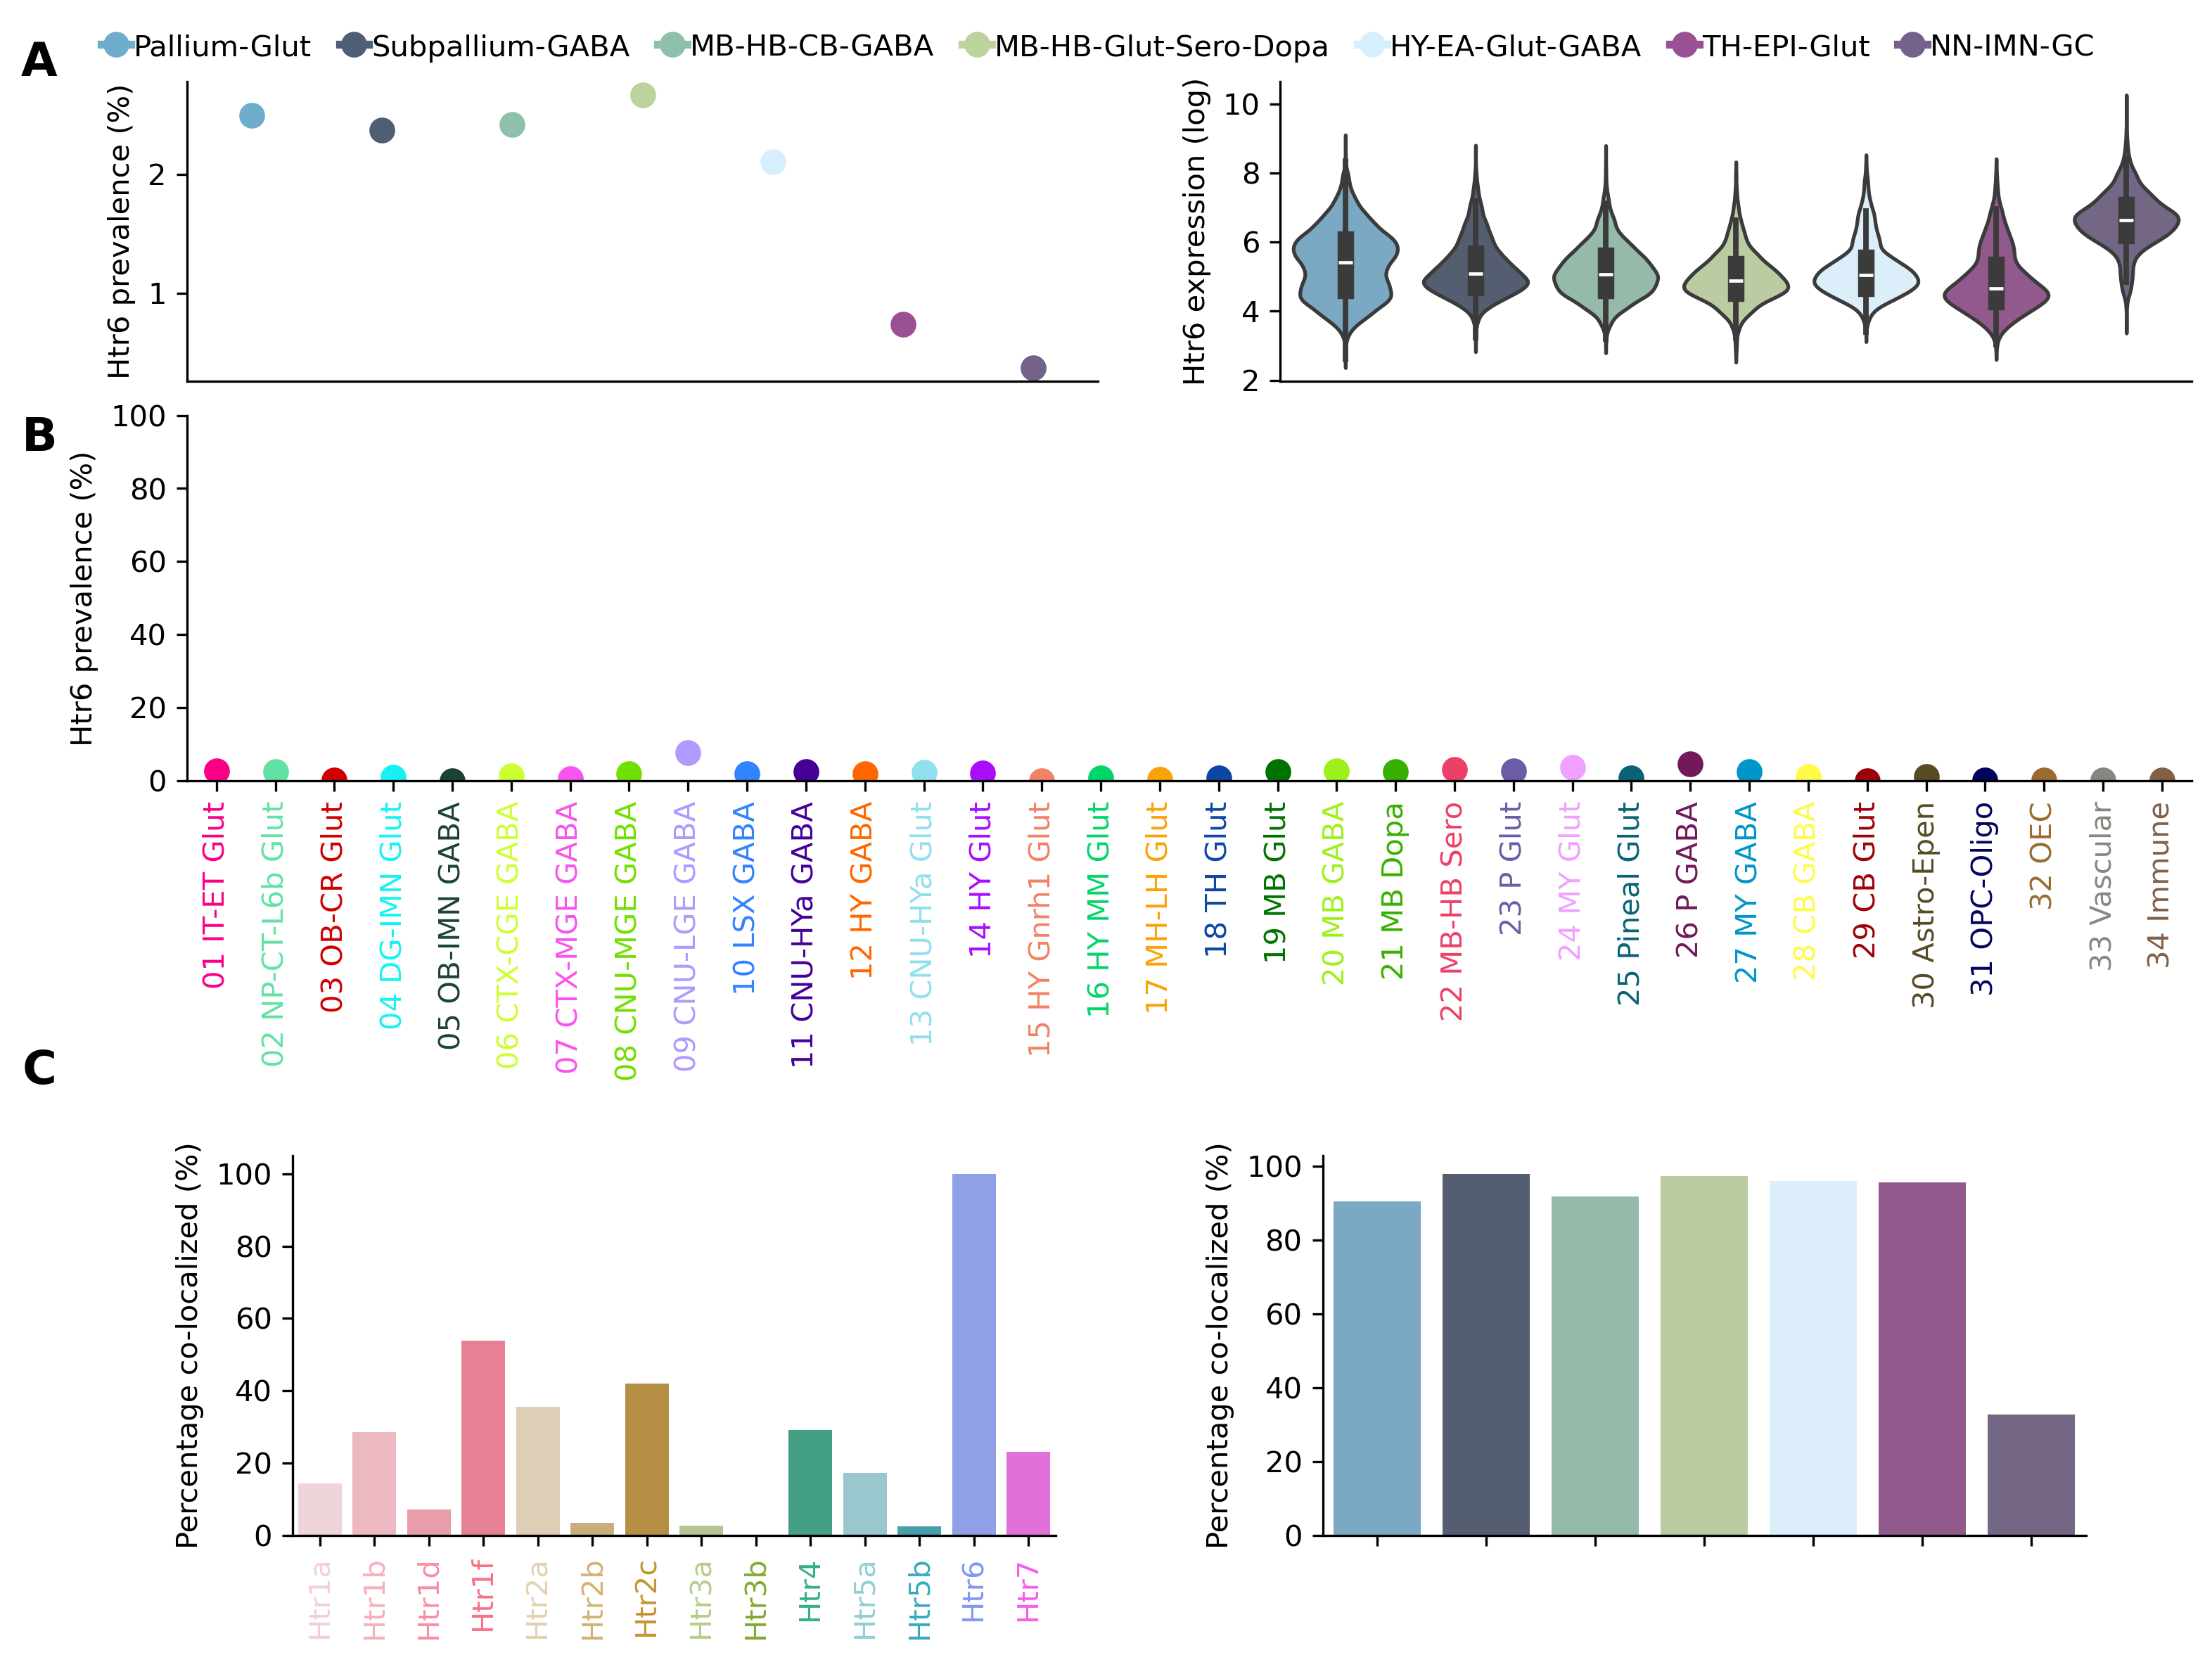 A
Pallium-Glut Subpallium-GABA MB-HB-CB-GABA MB-HB-Glut-Sero-Dopa HY-EA-Glut-GABA TH-EPI-Glut NN-IMN-GC
Htr6 prevalence (%)
2
1
Htr6 expression (log)
10
8
6
4
2
B
Htr6 prevalence (%)
100
80
60
40
20
0
01 IT-ET Glut
02 NP-CT-L6b Glut
03 OB-CR Glut
04 DG-IMN Glut
05 OB-IMN GABA
06 CTX-CGE GABA
07 CTX-MGE GABA
08 CNU-MGE GABA
09 CNU-LGE GABA
10 LSX GABA
11 CNU-HYa GABA
12 HY GABA
13 CNU-HYa Glut
14 HY Glut
15 HY Gnrh1 Glut
16 HY MM Glut
17 MH-LH Glut
18 TH Glut
19 MB Glut
20 MB GABA
21 MB Dopa
22 MB-HB Sero
23 P Glut
24 MY Glut
25 Pineal Glut
26 P GABA
27 MY GABA
28 CB GABA
29 CB Glut
30 Astro-Epen
31 OPC-Oligo
32 OEC
33 Vascular
34 Immune
C
Percentage co-localized (%)
100
80
60
40
20
0
Htr1a
Htr1b
Htr1d
Htr1f
Htr2a
Htr2b
Htr2c
Htr3a
Htr3b
Htr4
Htr5a
Htr5b
Htr6
Htr7
Percentage co-localized (%)
100
80
60
40
20
0